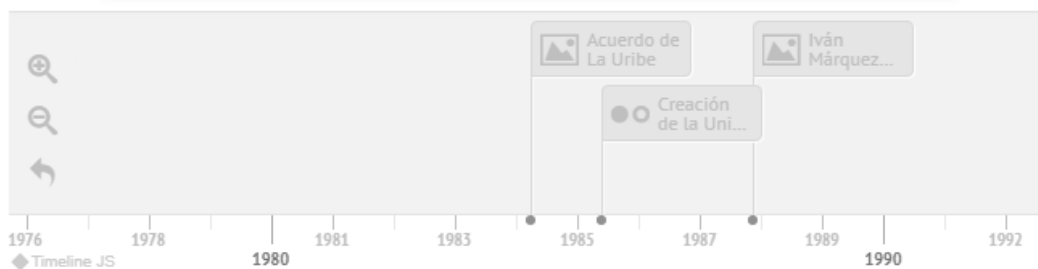 Acuerdo de
La Uribe
Iván
Márquez...
Creación
de la Uni...
1976 1978 1981 1983 1985 1987 1989 1992
1980 1990
Timeline JS